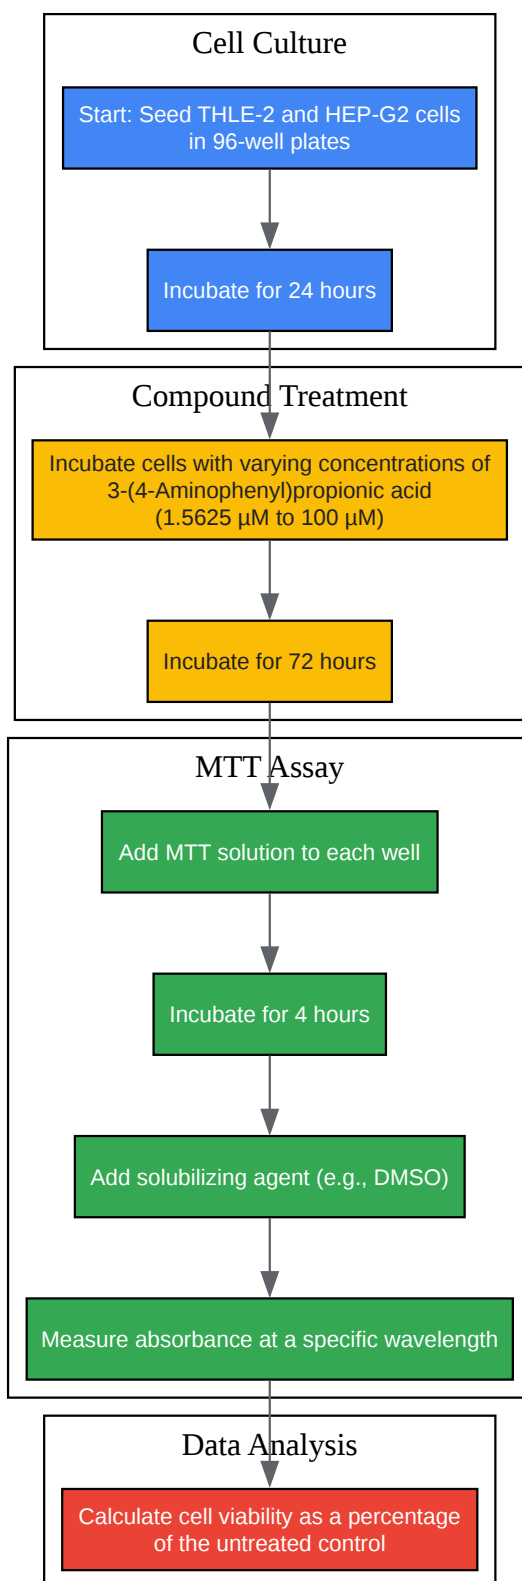 Cell Culture
Start: Seed THLE-2 and HEP-G2 cells
in 96-well plates
Incubate for 24 hours
Compound Treatment
Incubate cells with varying concentrations of
3-(4-Aminophenyl)propionic acid
(1.5625 µM to 100 µM)
Incubate for 72 hours
MTT Assay
Add MTT solution to each well
Incubate for 4 hours
Add solubilizing agent (e.g., DMSO)
Measure absorbance at a specific wavelength
Data Analysis
Calculate cell viability as a percentage
of the untreated control